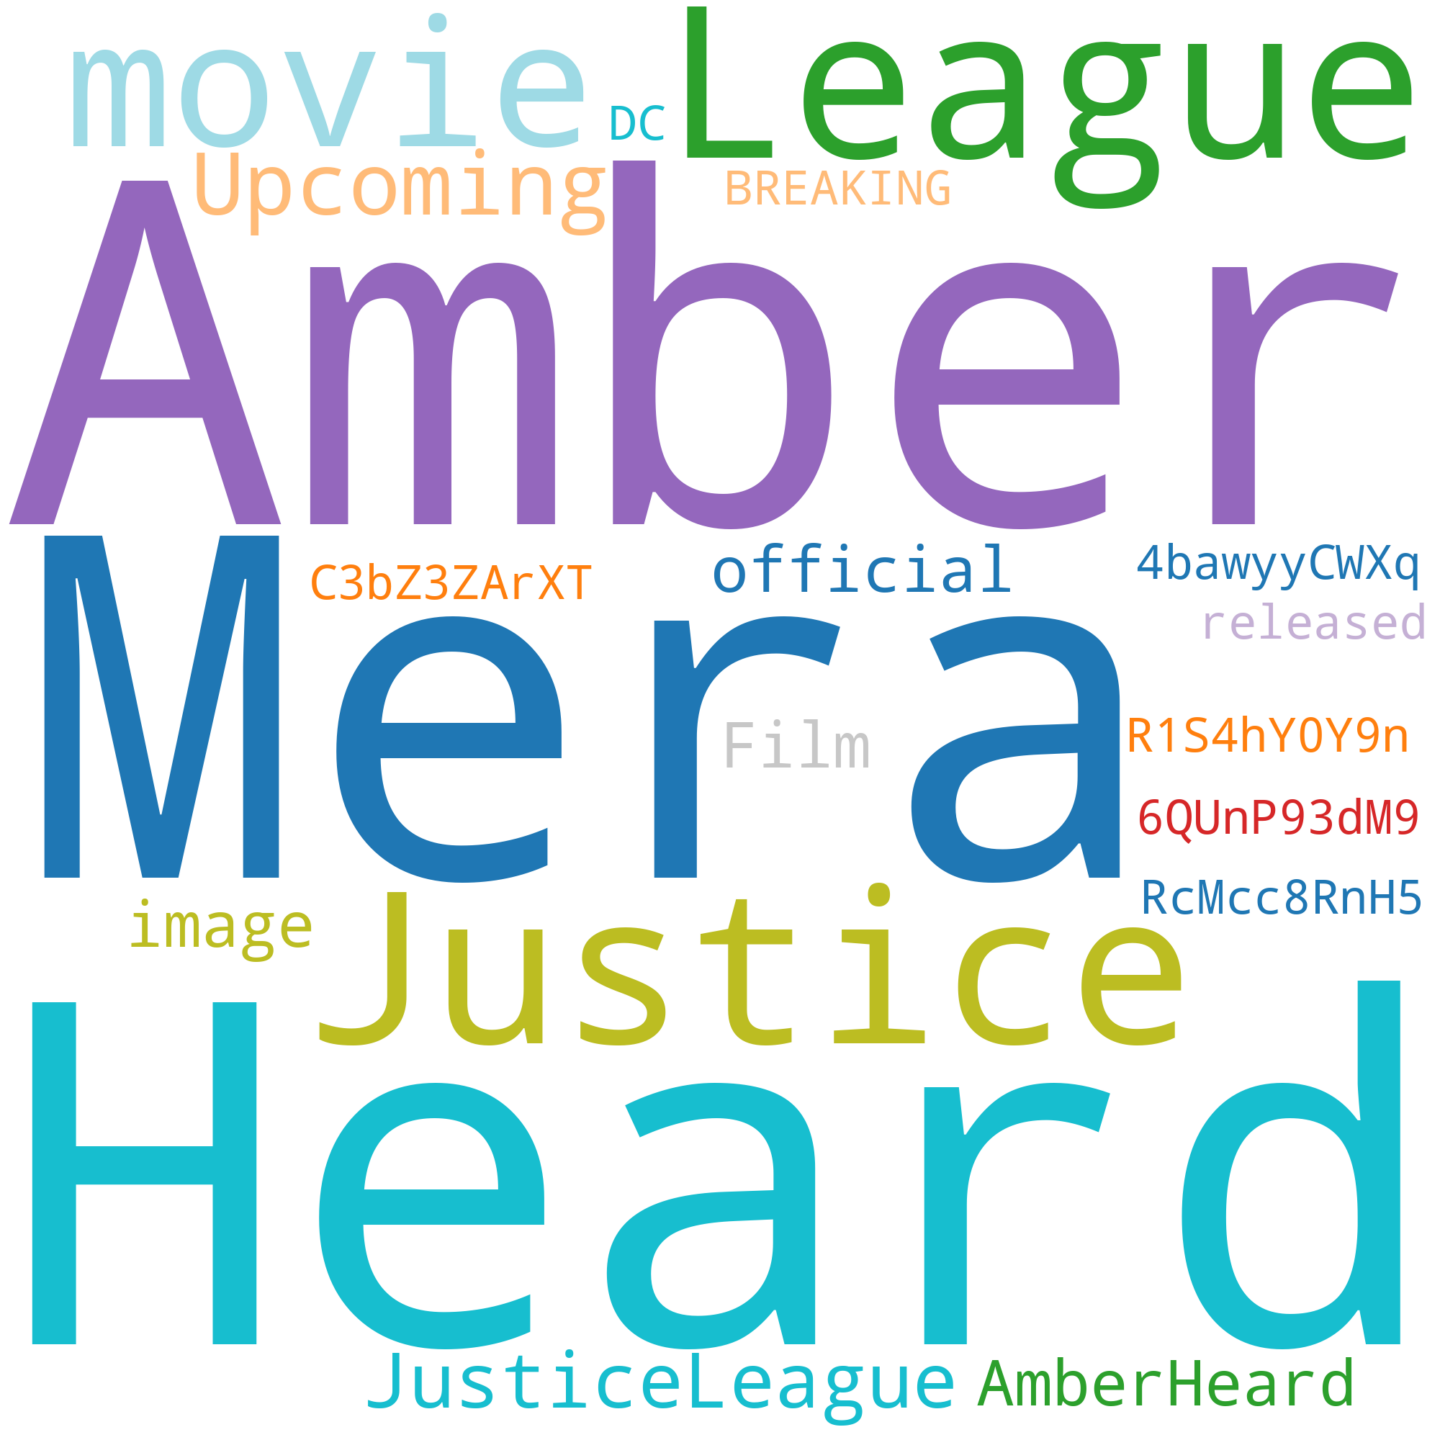 movie
League
DC
Upcoming
BREAKING
Amber
C3bZ3ZArXT
official
4bawyyCWXq
released
Mera
Film
R1S4hY0Y9n
6QUnP93dM9
RcMcc8RnH5
image
Justice
Heard
JusticeLeague
AmberHeard